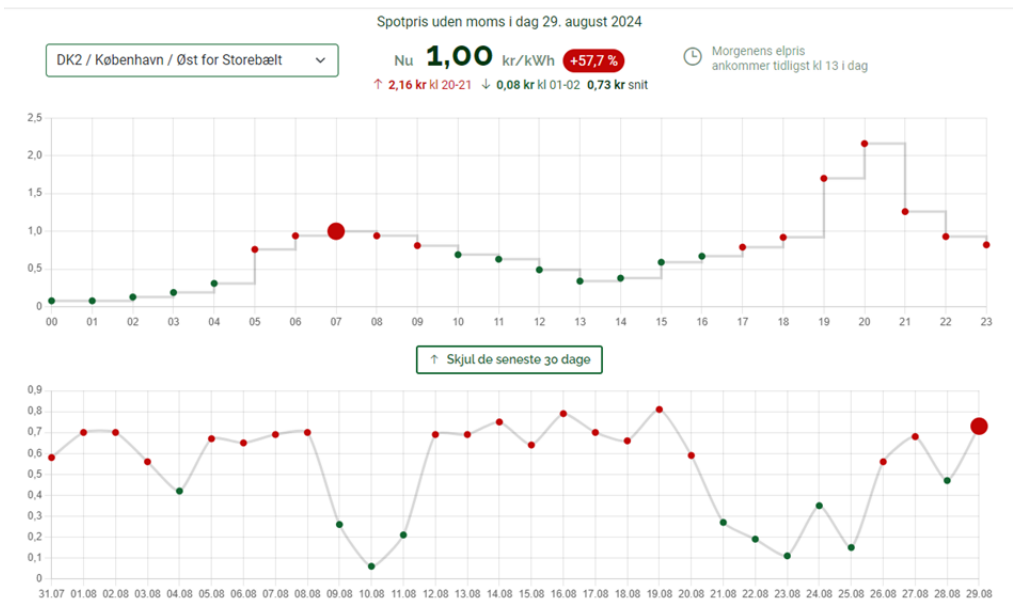 Spotpris uden moms i dag 29. august 2024
DK2 / København / Øst for Storebælt
Nu 1,00 kr/kWh +57,7 %
Morgenens elpris
ankommer tidligst kl 13 i dag
↑ 2,16 kr kl 20-21 ↓ 0,08 kr kl 01-02 0,73 kr snit
2,5
2,0
1,5
1,0
0,5
0
00 01 02 03 04 05 06 07 08 09 10 11 12 13 14 15 16 17 18 19 20 21 22 23
↑ Skjul de seneste 30 dage
0,9
0,8
0,7
0,6
0,5
0,4
0,3
0,2
0,1
0
31.07 01.08 02.08 03.08 04.08 05.08 06.08 07.08 08.08 09.08 10.08 11.08 12.08 13.08 14.08 15.08 16.08 17.08 18.08 19.08 20.08 21.08 22.08 23.08 24.08 25.08 26.08 27.08 28.08 29.08